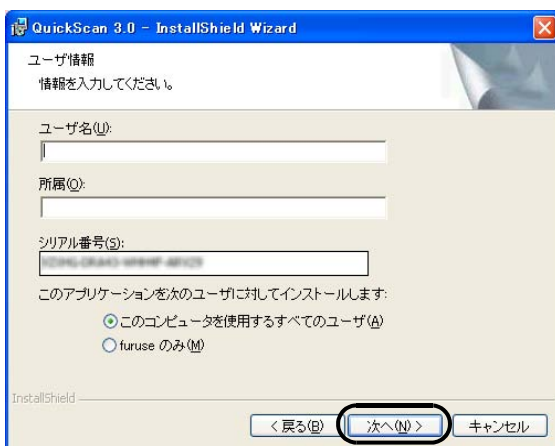 QuickScan 3.0 - InstallShield Wizard
ユーザ情報
情報を入力してください。
ユーザ名(U):
所属(O):
シリアル番号(S):
このアプリケーションを次のユーザに対してインストールします:
このコンピュータを使用するすべてのユーザ(A)
furuse のみ(M)
InstallShield
< 戻る(B)
次へ(N) >
キャンセル